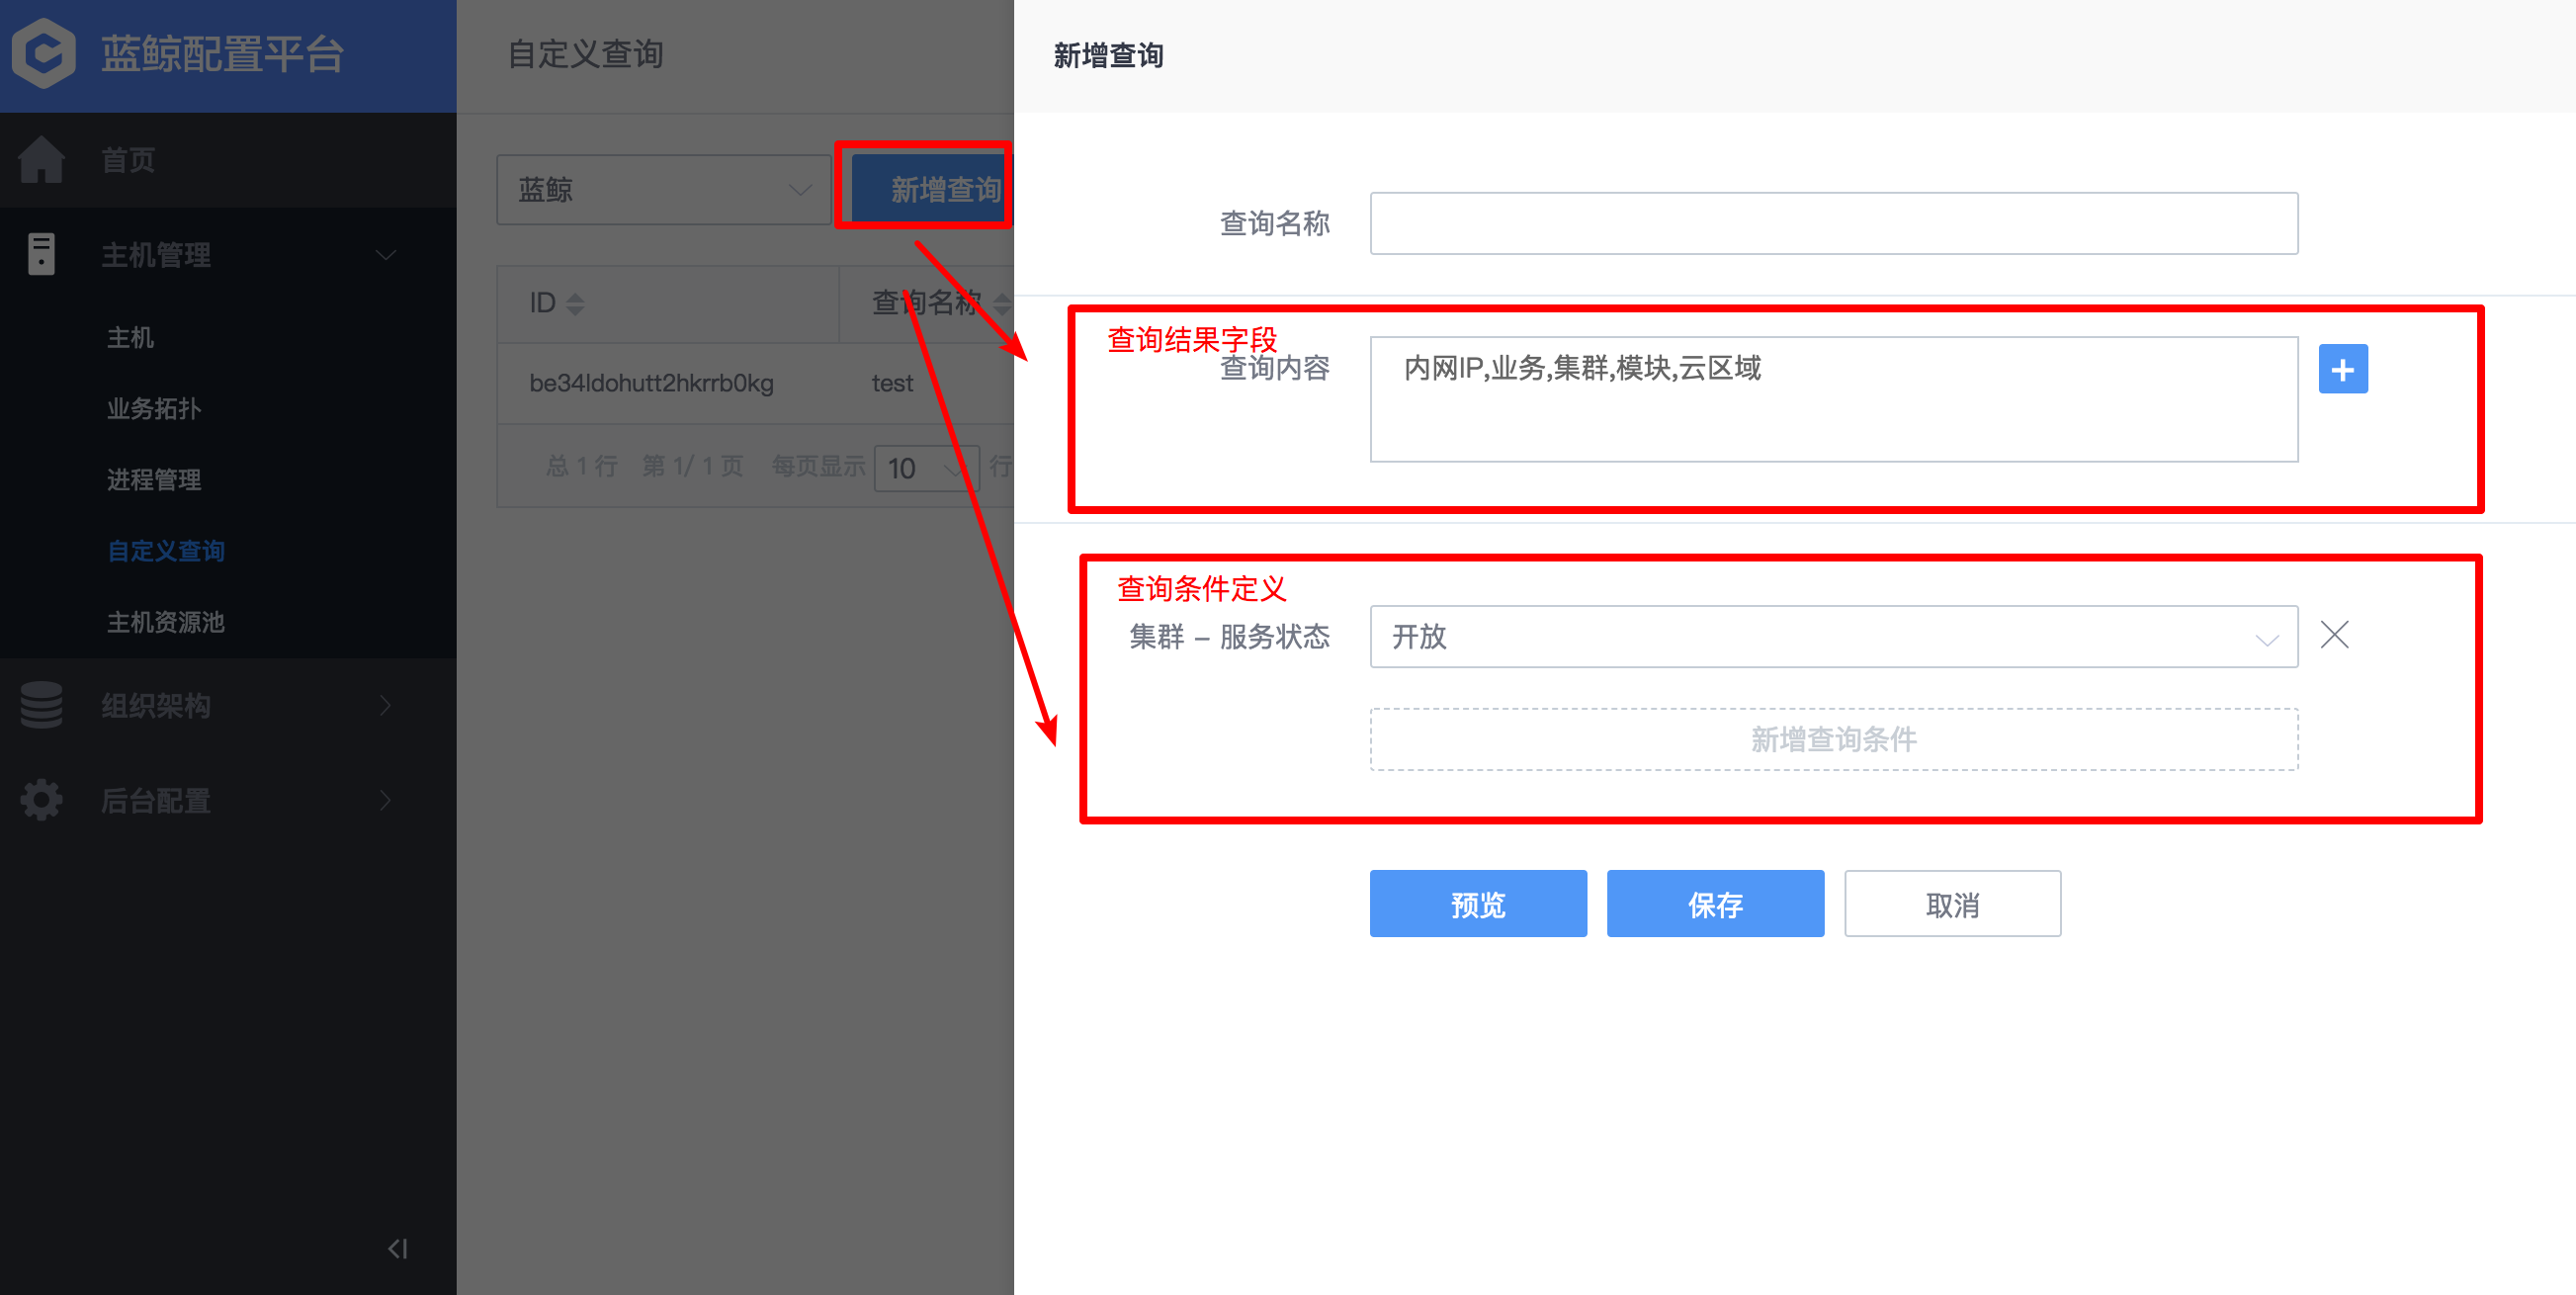 蓝鲸配置平台
首页
主机管理
主机
业务拓扑
进程管理
自定义查询
主机资源池
组织架构
后台配置
自定义查询
蓝鲸
新增查询
ID
查询名称
be34ldohutt2hkrrb0kg
test
总 1 行 第 1/ 1 页 每页显示 10 行
新增查询
查询名称
查询结果字段
查询内容
内网IP,业务,集群,模块,云区域
查询条件定义
集群 - 服务状态
开放
新增查询条件
预览
保存
取消